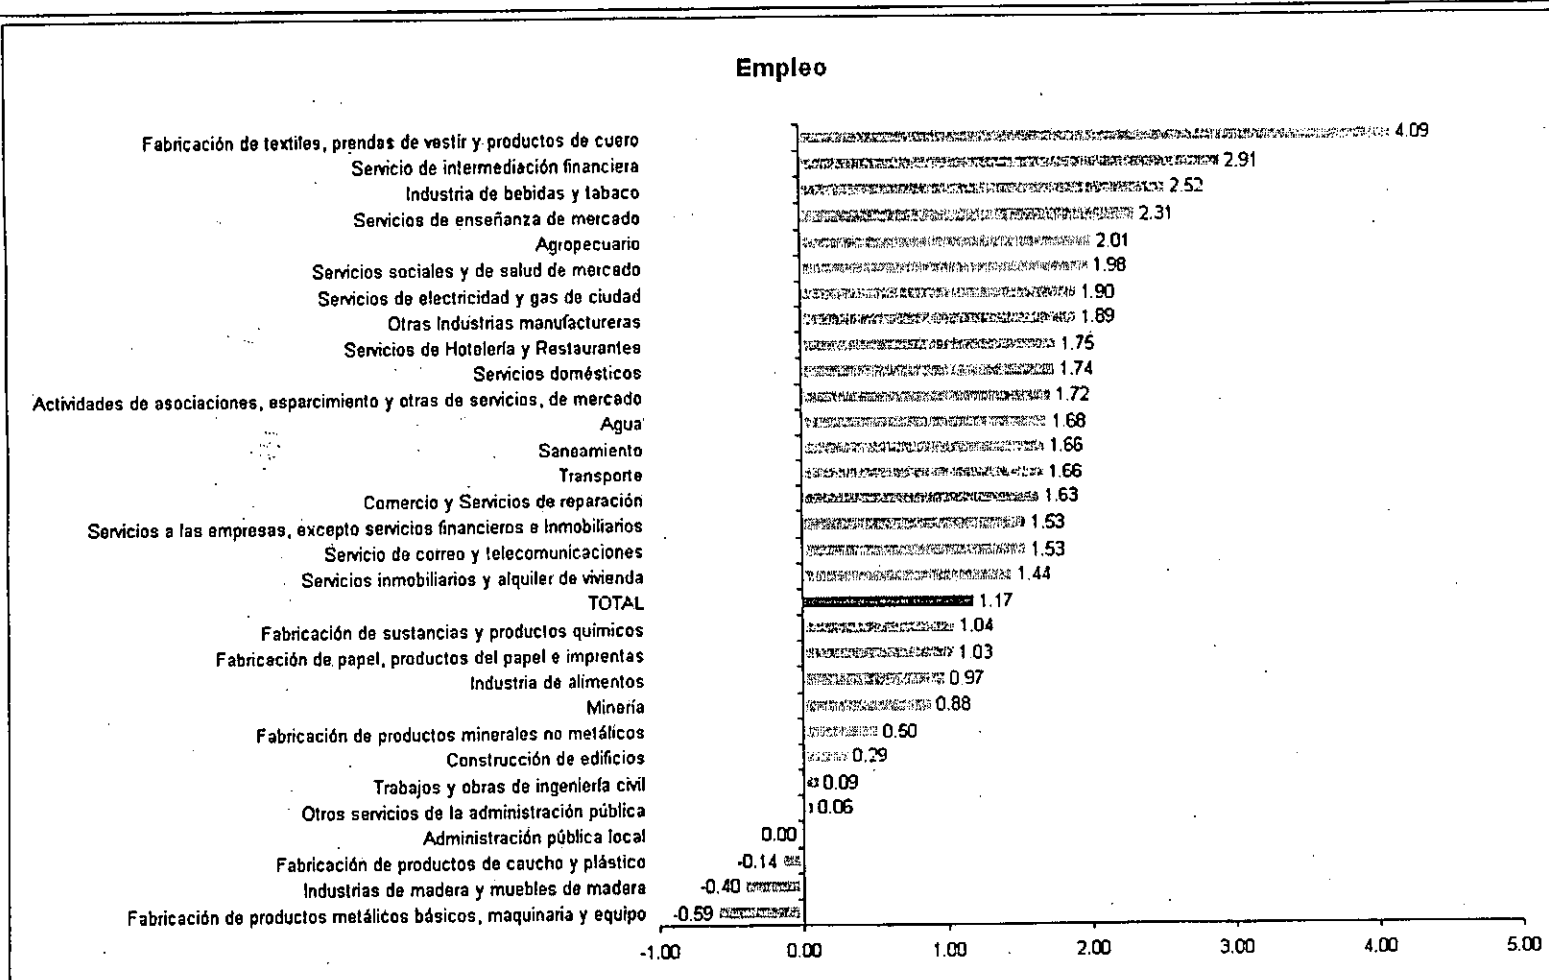 Empleo
Fabricación de textiles, prendas de vestir y productos de cuero 4.09
Servicio de intermediación financiera 2.91
Industria de bebidas y tabaco 2.52
Servicios de enseñanza de mercado 2.31
Agropecuario 2.01
Servicios sociales y de salud de mercado 1.98
Servicios de electricidad y gas de ciudad 1.90
Otras Industrias manufactureras 1.89
Servicios de Hotelería y Restaurantes 1.75
Servicios domésticos 1.74
Actividades de asociaciones, esparcimiento y otras de servicios, de mercado 1.72
Agua 1.68
Saneamiento 1.66
Transporte 1.66
Comercio y Servicios de reparación 1.63
Servicios a las empresas, excepto servicios financieros e Inmobiliarios 1.53
Servicio de correo y telecomunicaciones 1.53
Servicios inmobiliarios y alquiler de vivienda 1.44
TOTAL 1.17
Fabricación de sustancias y productos químicos 1.04
Fabricación de papel, productos del papel e imprentas 1.03
Industria de alimentos 0.97
Minería 0.88
Fabricación de productos minerales no metálicos 0.50
Construcción de edificios 0.29
Trabajos y obras de ingeniería civil 0.09
Otros servicios de la administración pública 0.06
Administración pública local 0.00
Fabricación de productos de caucho y plástico -0.14
Industrias de madera y muebles de madera -0.40
Fabricación de productos metálicos básicos, maquinaria y equipo -0.59
-1.00 0.00 1.00 2.00 3.00 4.00 5.00